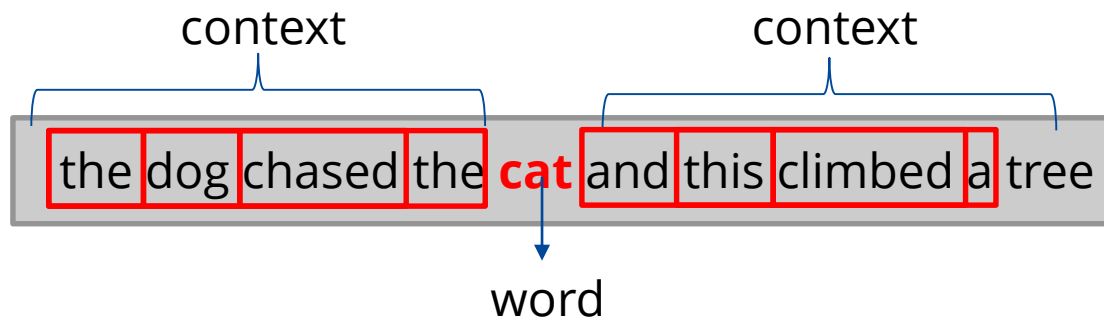 context context
the dog chased the cat and this climbed a tree
word